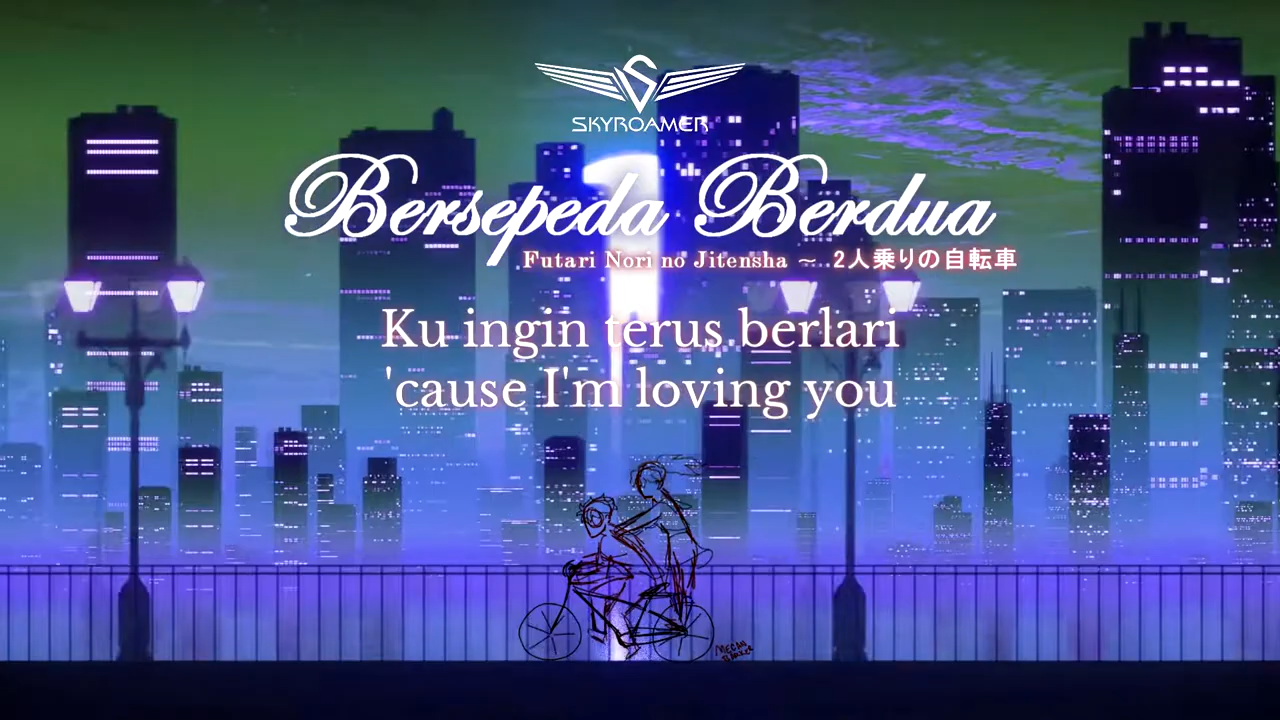 SKYROAMER
Bersepeda Berdua
Futari Nori no Jitensha ~ 2人乗りの自転車
Ku ingin terus berlari
'cause I'm loving you